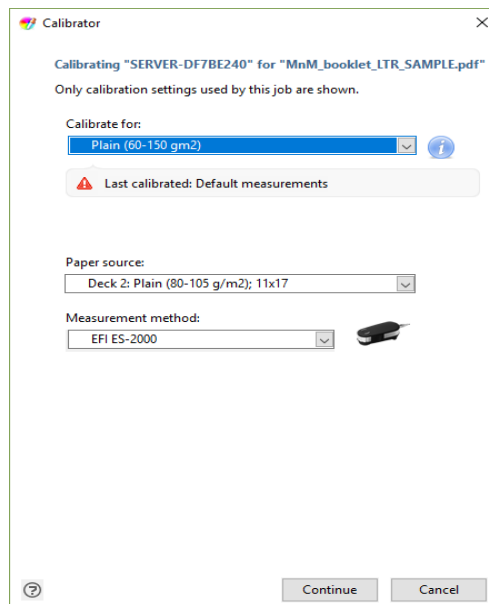 Calibrator
Calibrating "SERVER-DF7BE240" for "MnM_booklet_LTR_SAMPLE.pdf"
Only calibration settings used by this job are shown.
Calibrate for:
Plain (60-150 gm2)
Last calibrated: Default measurements
Paper source:
Deck 2: Plain (80-105 g/m2); 11x17
Measurement method:
EFI ES-2000
Continue Cancel